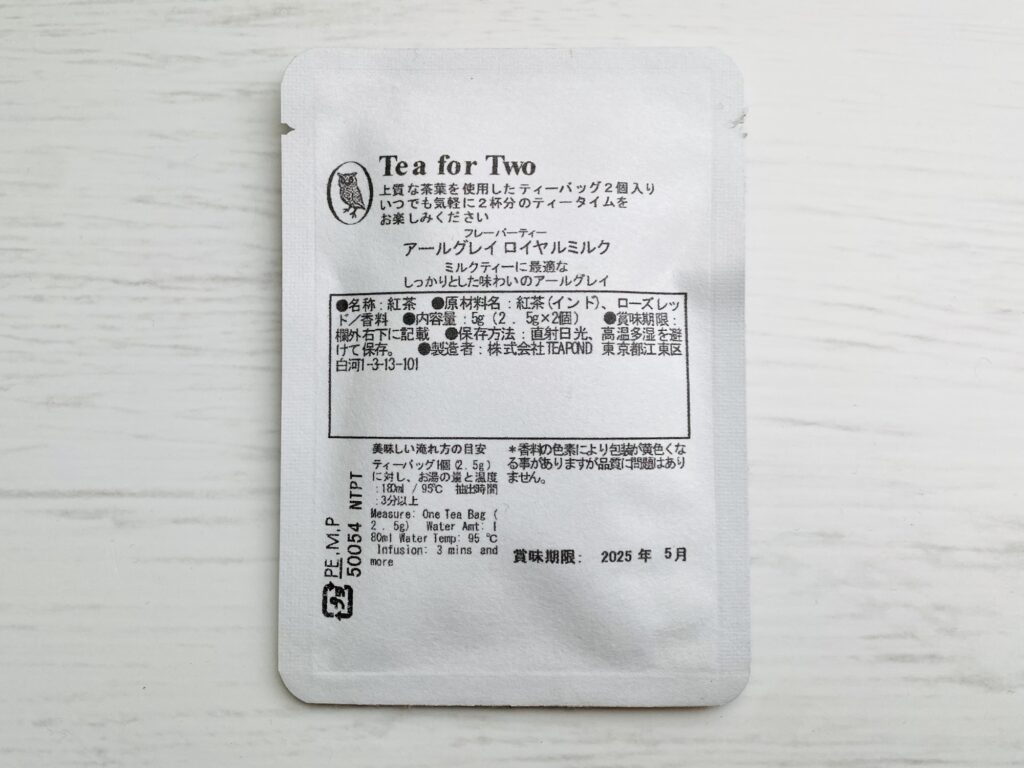 Tea for Two
上質な茶葉を使用したティーバッグ2個入り
いつでも気軽に2杯分のティータイムを
お楽しみください
フレーバーティー
アールグレイ ロイヤルミルク
ミルクティーに最適な
しっかりとした味わいのアールグレイ
●名称:紅茶 ●原材料名:紅茶(インド)、ローズレッ
ド/香料 ●内容量:5g(2.5g×2個) ●賞味期限:
欄外右下に記載 ●保存方法:直射日光、高温多湿を避
けて保存。 ●製造者:株式会社TEAPOND 東京都江東区
白河1-3-13-101
美味しい淹れ方の目安
ティーバッグ1個(2.5g)
に対し、お湯の量と温度
:180ml / 95℃ 抽出時間
:3分以上
Measure: One Tea Bag (
2.5g) Water Amt: 1
80ml Water Temp: 95 ℃
Infusion: 3 mins and
more
*香料の色素により包装が黄色くな
る事がありますが品質に問題はあり
ません。
賞味期限: 2025年 5月
プラ
PE,M,P
50054 NTPT